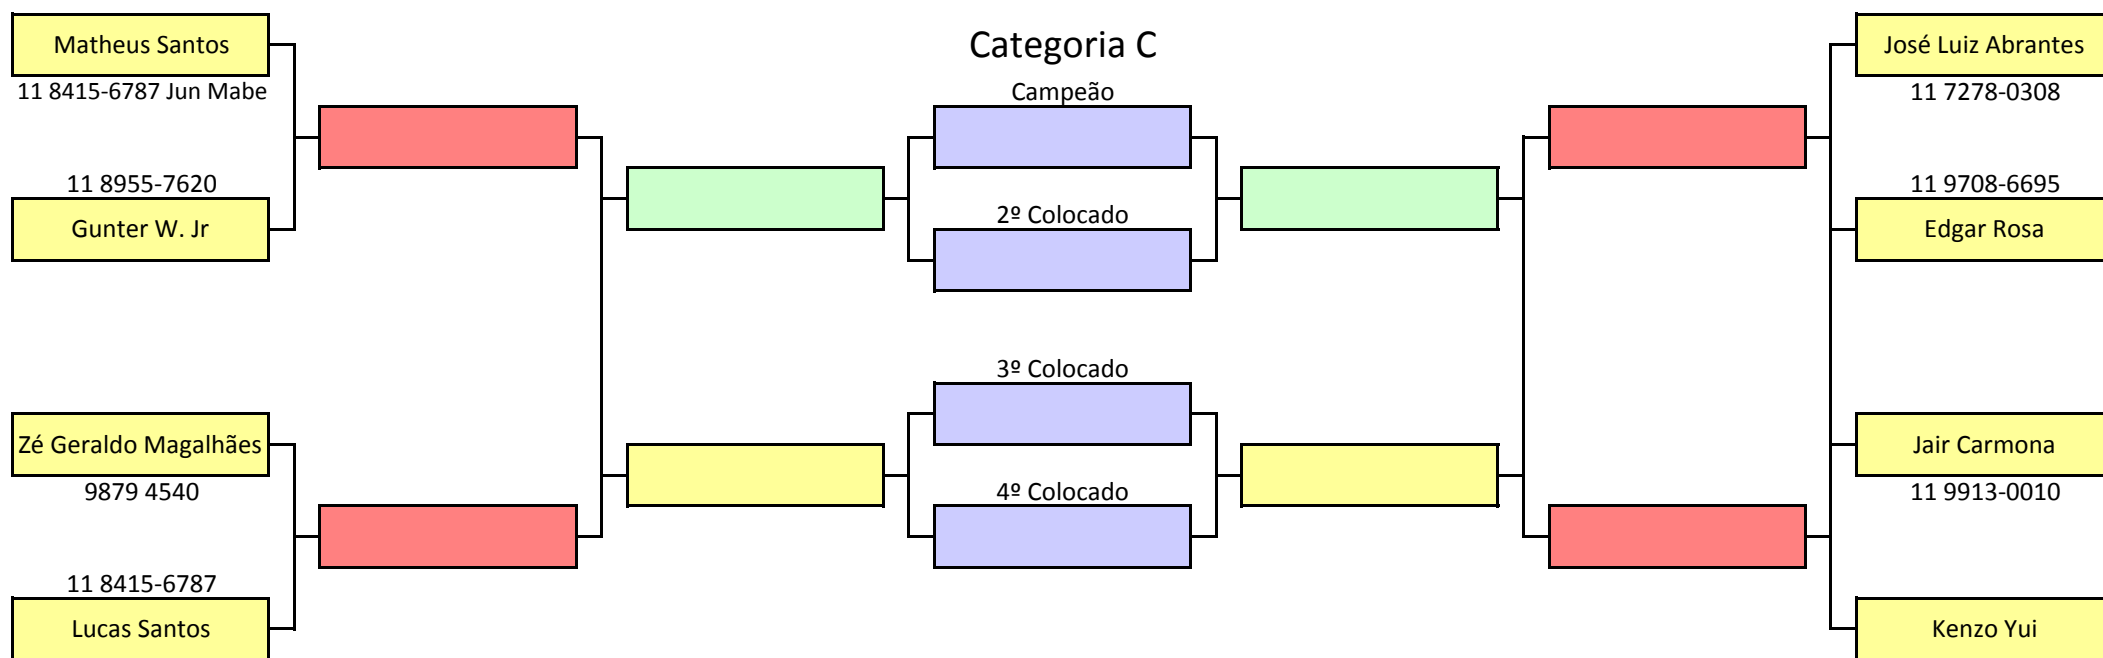 Categoria C
Matheus Santos
11 8415-6787 Jun Mabe
11 8955-7620
Gunter W. Jr
Zé Geraldo Magalhães
9879 4540
11 8415-6787
Lucas Santos
Campeão
2º Colocado
3º Colocado
4º Colocado
José Luiz Abrantes
11 7278-0308
11 9708-6695
Edgar Rosa
Jair Carmona
11 9913-0010
Kenzo Yui